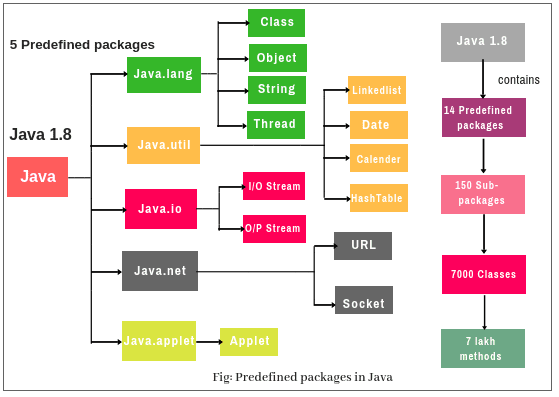 5 Predefined packages
Java 1.8
Java
Java.lang
Class
Object
String
Thread
Java.util
Linkedlist
Date
Calender
HashTable
Java.io
I/O Stream
O/P Stream
Java.net
URL
Socket
Java.applet
Applet
Java 1.8
contains
14 Predefined
packages
150 Sub-
packages
7000 Classes
7 lakh
methods
Fig: Predefined packages in Java